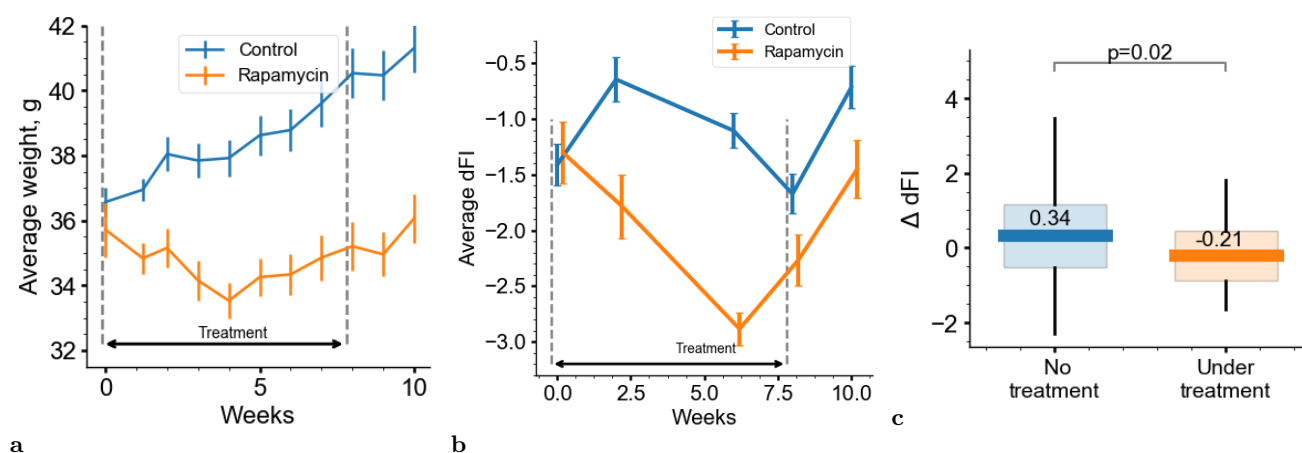 42
40
38
36
34
32
Average weight, g
Control
Rapamycin
Treatment
0
5
10
Weeks
a
−0.5
−1.0
−1.5
−2.0
−2.5
−3.0
Average dFI
Control
Rapamycin
Treatment
0.0
2.5
5.0
7.5
10.0
Weeks
b
p=0.02
4
2
0
−2
Δ dFI
0.34
-0.21
No
treatment
Under
treatment
c